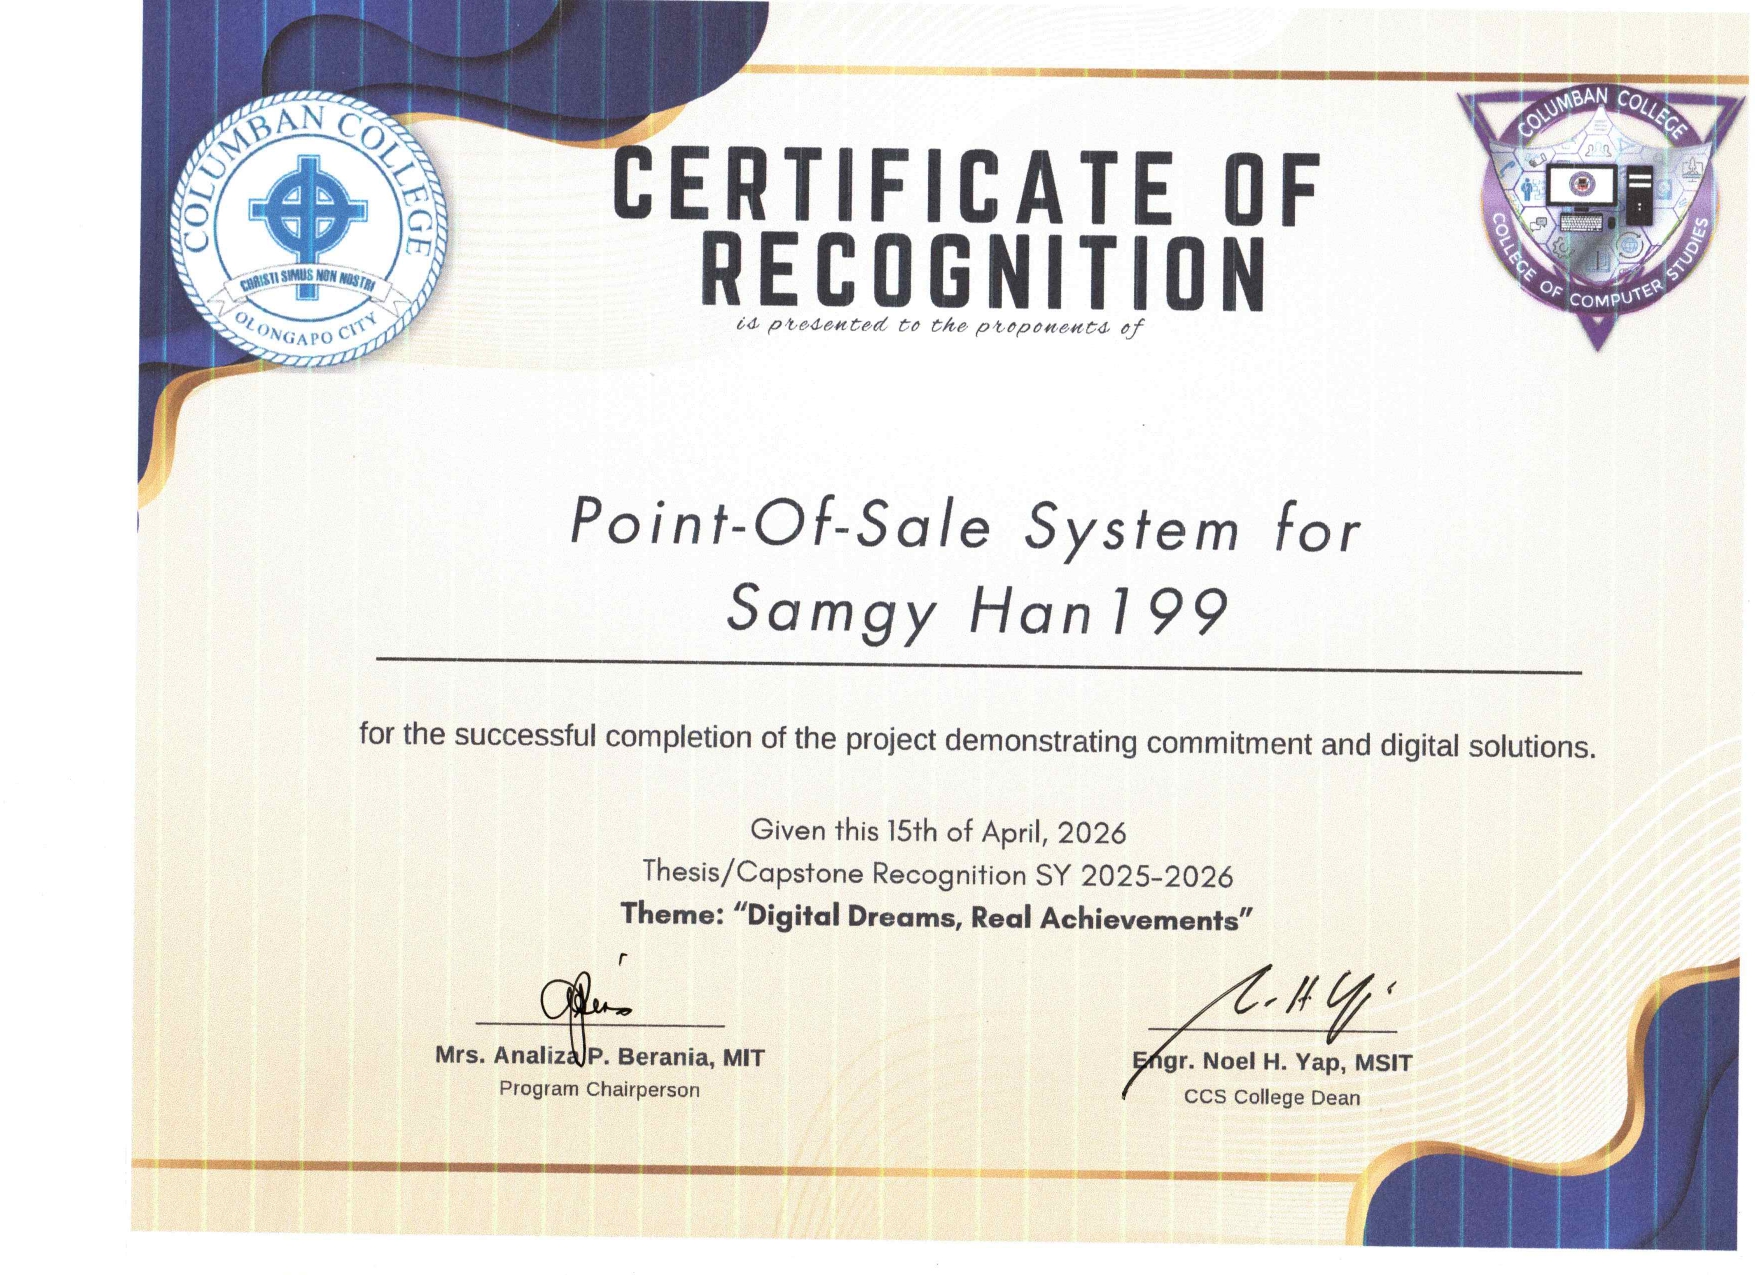 COLUMBAN COLLEGE
CHRISTI SIMUS NON NOSTRI
OLONGAPO CITY
COLUMBAN COLLEGE
COLLEGE OF COMPUTER STUDIES
CERTIFICATE OF
RECOGNITION
is presented to the proponents of
Point-Of-Sale System for
Samgy Han199
for the successful completion of the project demonstrating commitment and digital solutions.
Given this 15th of April, 2026
Thesis/Capstone Recognition SY 2025-2026
Theme: “Digital Dreams, Real Achievements”
Mrs. Analiza P. Berania, MIT
Program Chairperson
Engr. Noel H. Yap, MSIT
CCS College Dean